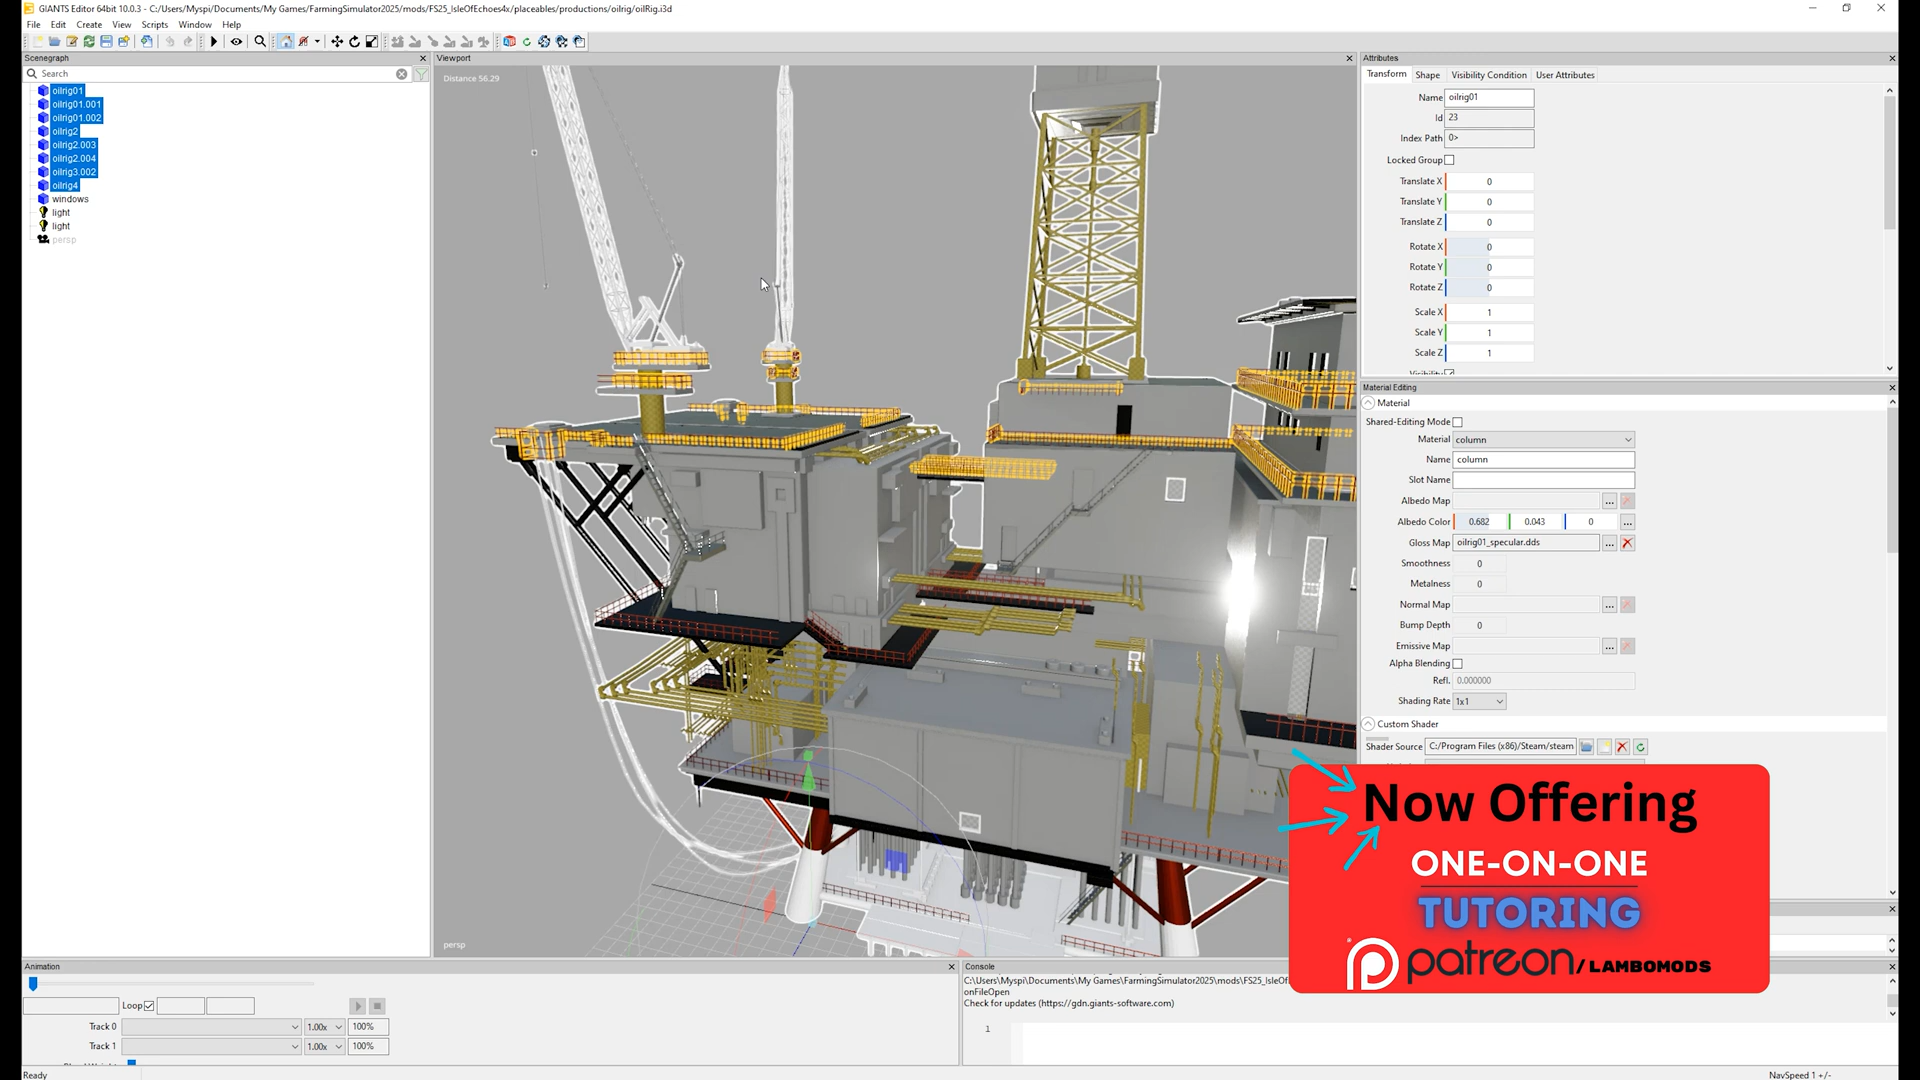 GIANTS Editor 64bit 10.0.3 - C:/Users/Myspi/Documents/My Games/FarmingSimulator2025/mods/FS25_IsleOfEchoes4x/placeables/productions/oilrig/oilRig.i3d
File Edit Create View Scripts Window Help
Scenegraph
Search
oilrig01
oilrig01.001
oilrig01.002
oilrig2
oilrig2.003
oilrig2.004
oilrig3.002
oilrig4
windows
light
light
persp
Viewport
Distance 56.29
persp
Attributes
Transform Shape Visibility Condition User Attributes
Name oilrig01
Id 23
Index Path 0>
Locked Group
Translate X 0
Translate Y 0
Translate Z 0
Rotate X 0
Rotate Y 0
Rotate Z 0
Scale X 1
Scale Y 1
Scale Z 1
Material Editing
Material
Shared-Editing Mode
Material column
Name column
Slot Name
Albedo Map ...
Albedo Color 0.682 0.043 0 ...
Gloss Map oilrig01_specular.dds ...
Smoothness 0
Metalness 0
Normal Map ...
Bump Depth 0
Emissive Map ...
Alpha Blending
Refl. 0.000000
Shading Rate 1x1
Custom Shader
Shader Source C:/Program Files (x86)/Steam/steam
Now Offering
ONE-ON-ONE
TUTORING
patreon/LAMBOMODS
Animation
Loop
Track 0 1.00x 100%
Track 1 1.00x 100%
Console
C:\Users\Myspi\Documents\My Games\FarmingSimulator2025\mods\FS25_IsleOf
onFileOpen
Check for updates (https://gdn.giants-software.com)
1
Ready
NavSpeed 1 +/-